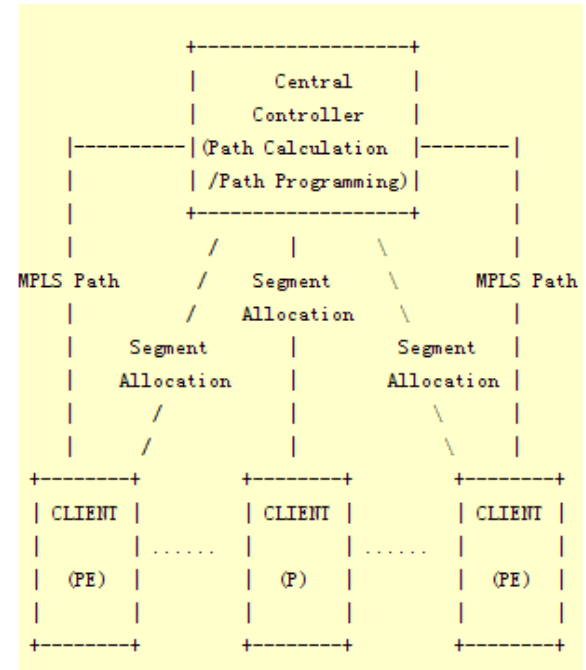 Central
Controller
(Path Calculation
/Path Programming)
MPLS Path
Segment
Allocation
MPLS Path
Segment
Allocation
Segment
Allocation
CLIENT
(PE)
......
CLIENT
(P)
......
CLIENT
(PE)